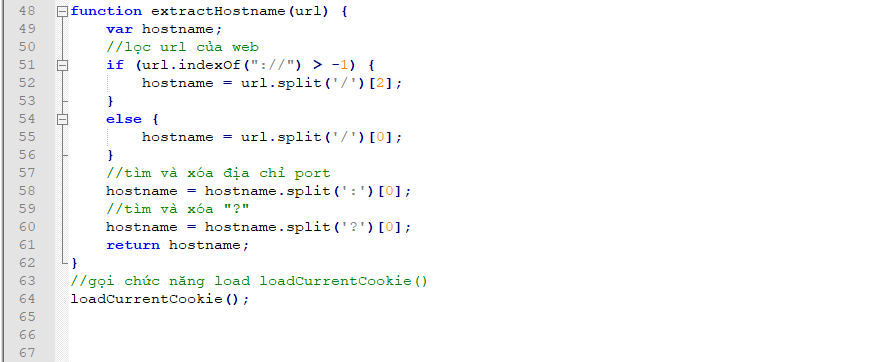 48 function extractHostname(url) {
49     var hostname;
50     //lọc url của web
51     if (url.indexOf("://") > -1) {
52         hostname = url.split('/')[2];
53     }
54     else {
55         hostname = url.split('/')[0];
56     }
57     //tìm và xóa địa chỉ port
58     hostname = hostname.split(':')[0];
59     //tìm và xóa "?"
60     hostname = hostname.split('?')[0];
61     return hostname;
62 }
63 //gọi chức năng load loadCurrentCookie()
64 loadCurrentCookie();
65
66
67